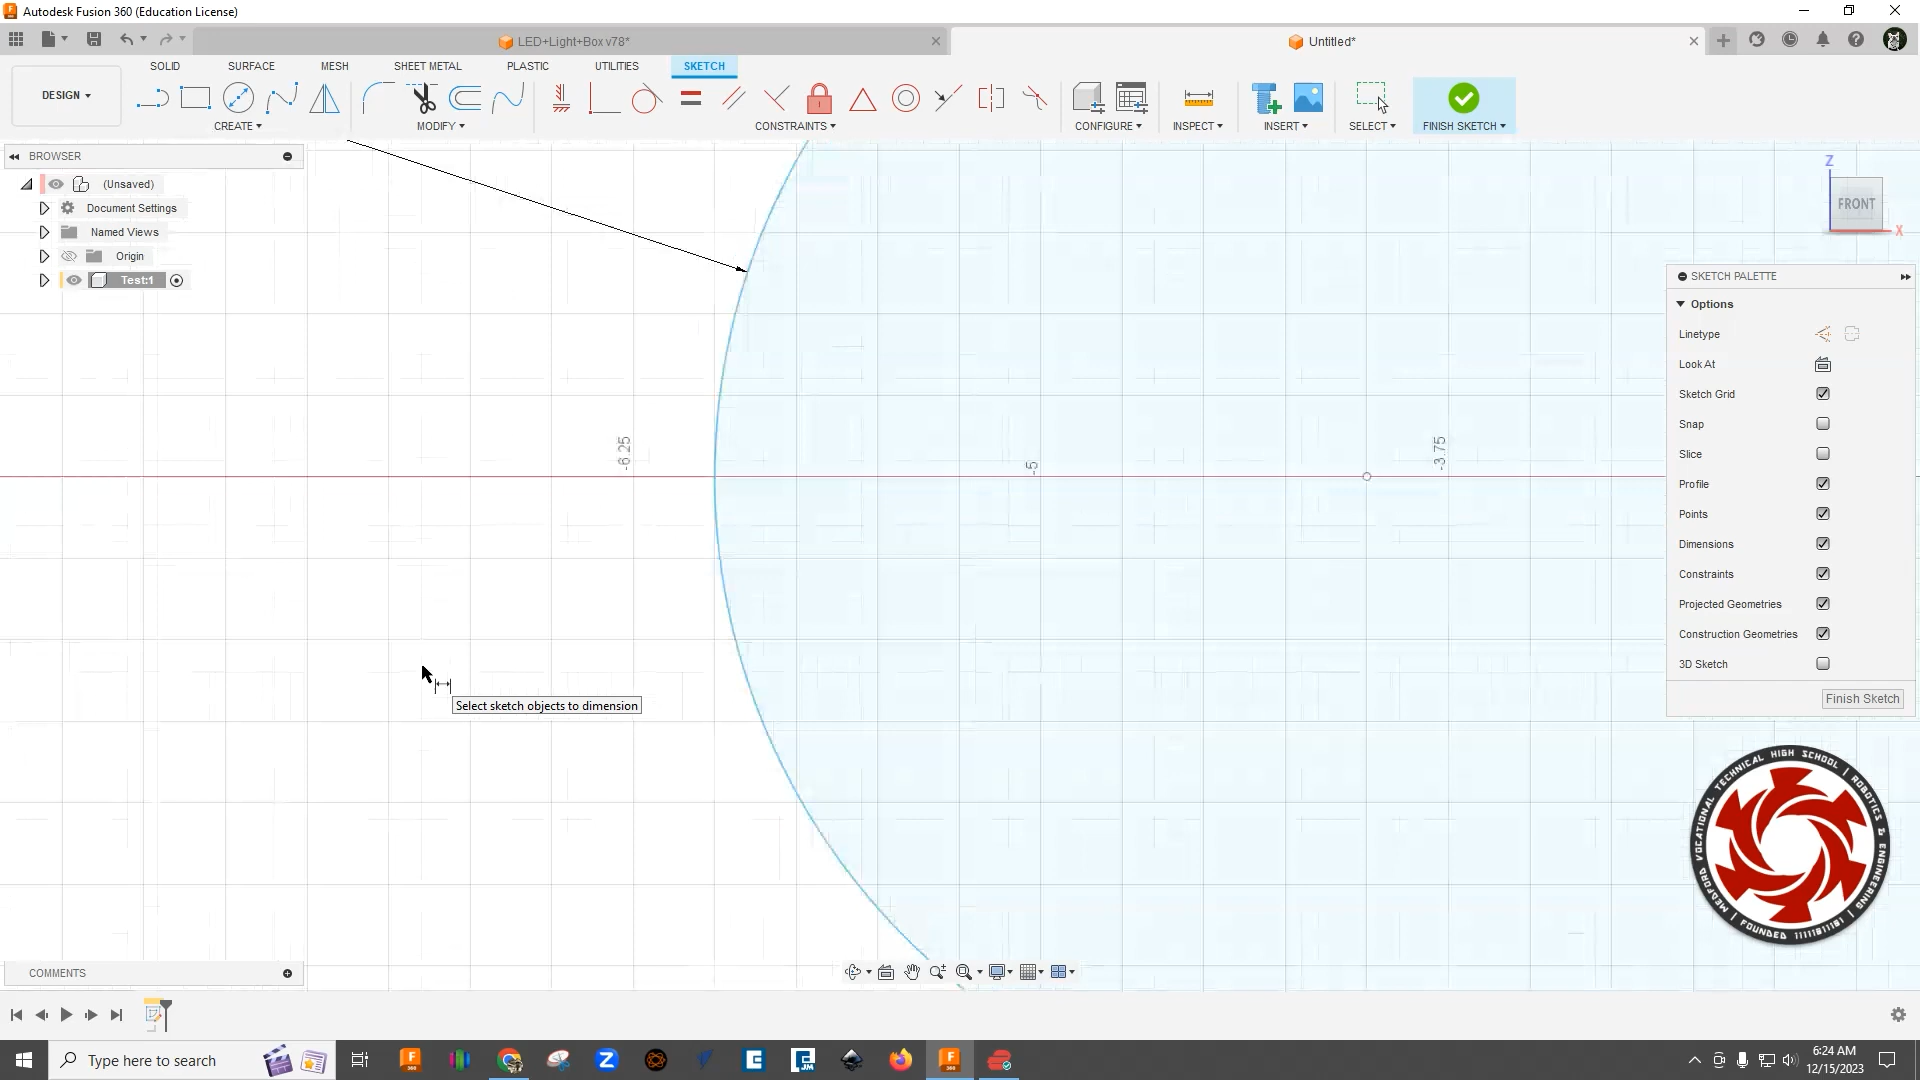 Autodesk Fusion 360 (Education License)
LED+Light+Box v78*
Untitled*
SOLID SURFACE MESH SHEET METAL PLASTIC UTILITIES SKETCH
DESIGN
CREATE MODIFY CONSTRAINTS CONFIGURE INSPECT INSERT SELECT FINISH SKETCH
BROWSER
(Unsaved)
Document Settings
Named Views
Origin
Test:1
Z
FRONT
X
-6.25
-5
-3.75
SKETCH PALETTE
Options
Linetype
Look At
Sketch Grid
Snap
Slice
Profile
Points
Dimensions
Constraints
Projected Geometries
Construction Geometries
3D Sketch
Finish Sketch
Select sketch objects to dimension
MEDFORD VOCATIONAL TECHNICAL HIGH SCHOOL | ROBOTICS & ENGINEERING
COMMENTS
Type here to search
6:24 AM
12/15/2023